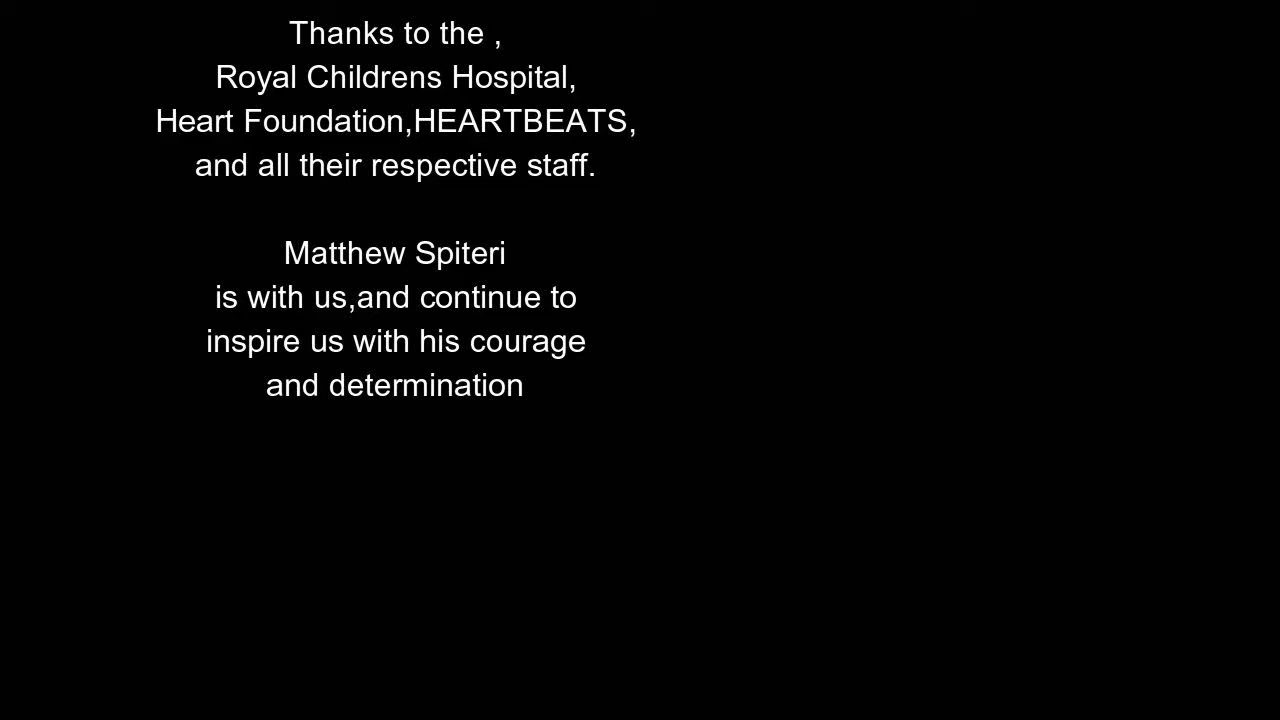 Thanks to the ,
Royal Childrens Hospital,
Heart Foundation,HEARTBEATS,
and all their respective staff.
Matthew Spiteri
is with us,and continue to
inspire us with his courage
and determination